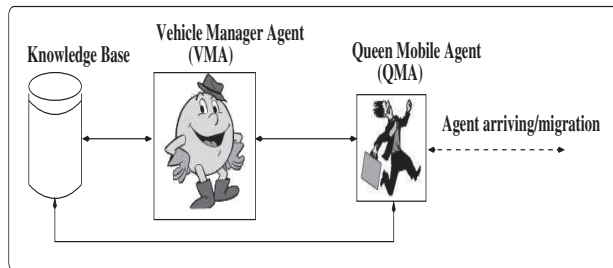 Knowledge Base
Vehicle Manager Agent
(VMA)
Queen Mobile Agent
(QMA)
Agent arriving/migration